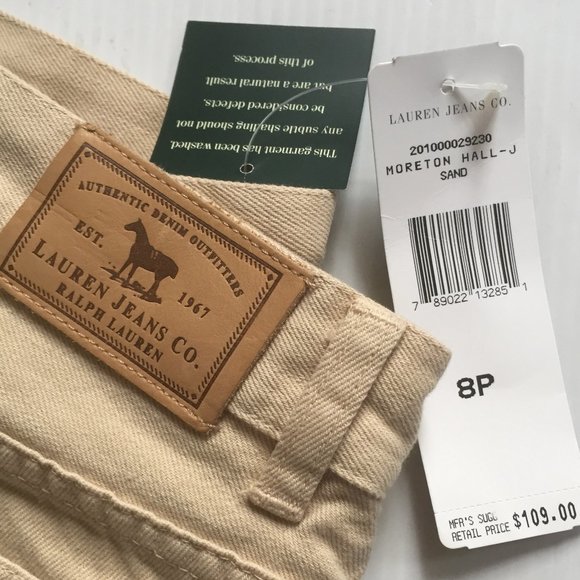 AUTHENTIC DENIM OUTFITTERS
EST. 1967
LAUREN JEANS CO.
RALPH LAUREN
This garment has been washed.
any subtle shading should not
be considered defects.
but are a natural result
of this process.
LAUREN JEANS CO.
201000029230
MORETON HALL-J
SAND
7 89022 13285 1
8P
MFR'S SUGG
RETAIL PRICE $109.00